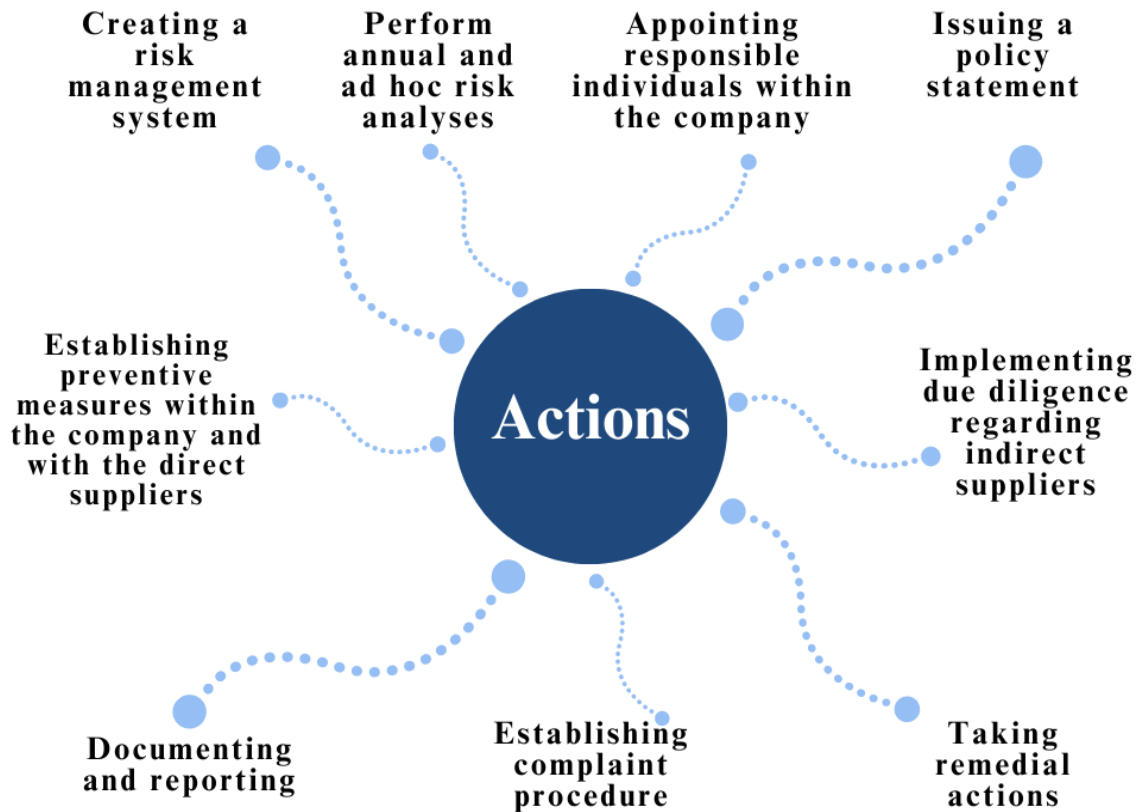 Creating a
risk
management
system
Perform
annual and
ad hoc risk
analyses
Appointing
responsible
individuals within
the company
Issuing a
policy
statement
Establishing
preventive
measures within
the company and
with the direct
suppliers
Actions
Implementing
due diligence
regarding
indirect
suppliers
Documenting
and reporting
Establishing
complaint
procedure
Taking
remedial
actions